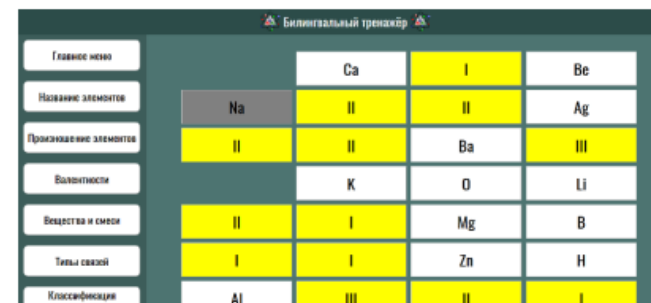 Билингвальный тренажёр
Главное меню
Ca I Be
Название элементов
Na II II Ag
Произношение элементов
II II Ba III
Валентности
K O Li
Вещества и смеси
II I Mg B
Типы связей
I I Zn H
Классификация
Al III II I